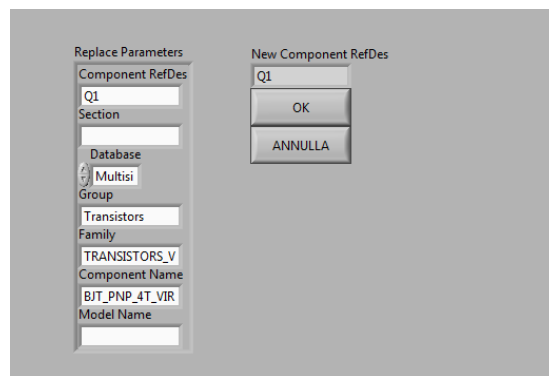 Replace Parameters
Component RefDes
Q1
Section
Database
Multisi
Group
Transistors
Family
TRANSISTORS_V
Component Name
BJT_PNP_4T_VIR
Model Name
New Component RefDes
Q1
OK
ANNULLA